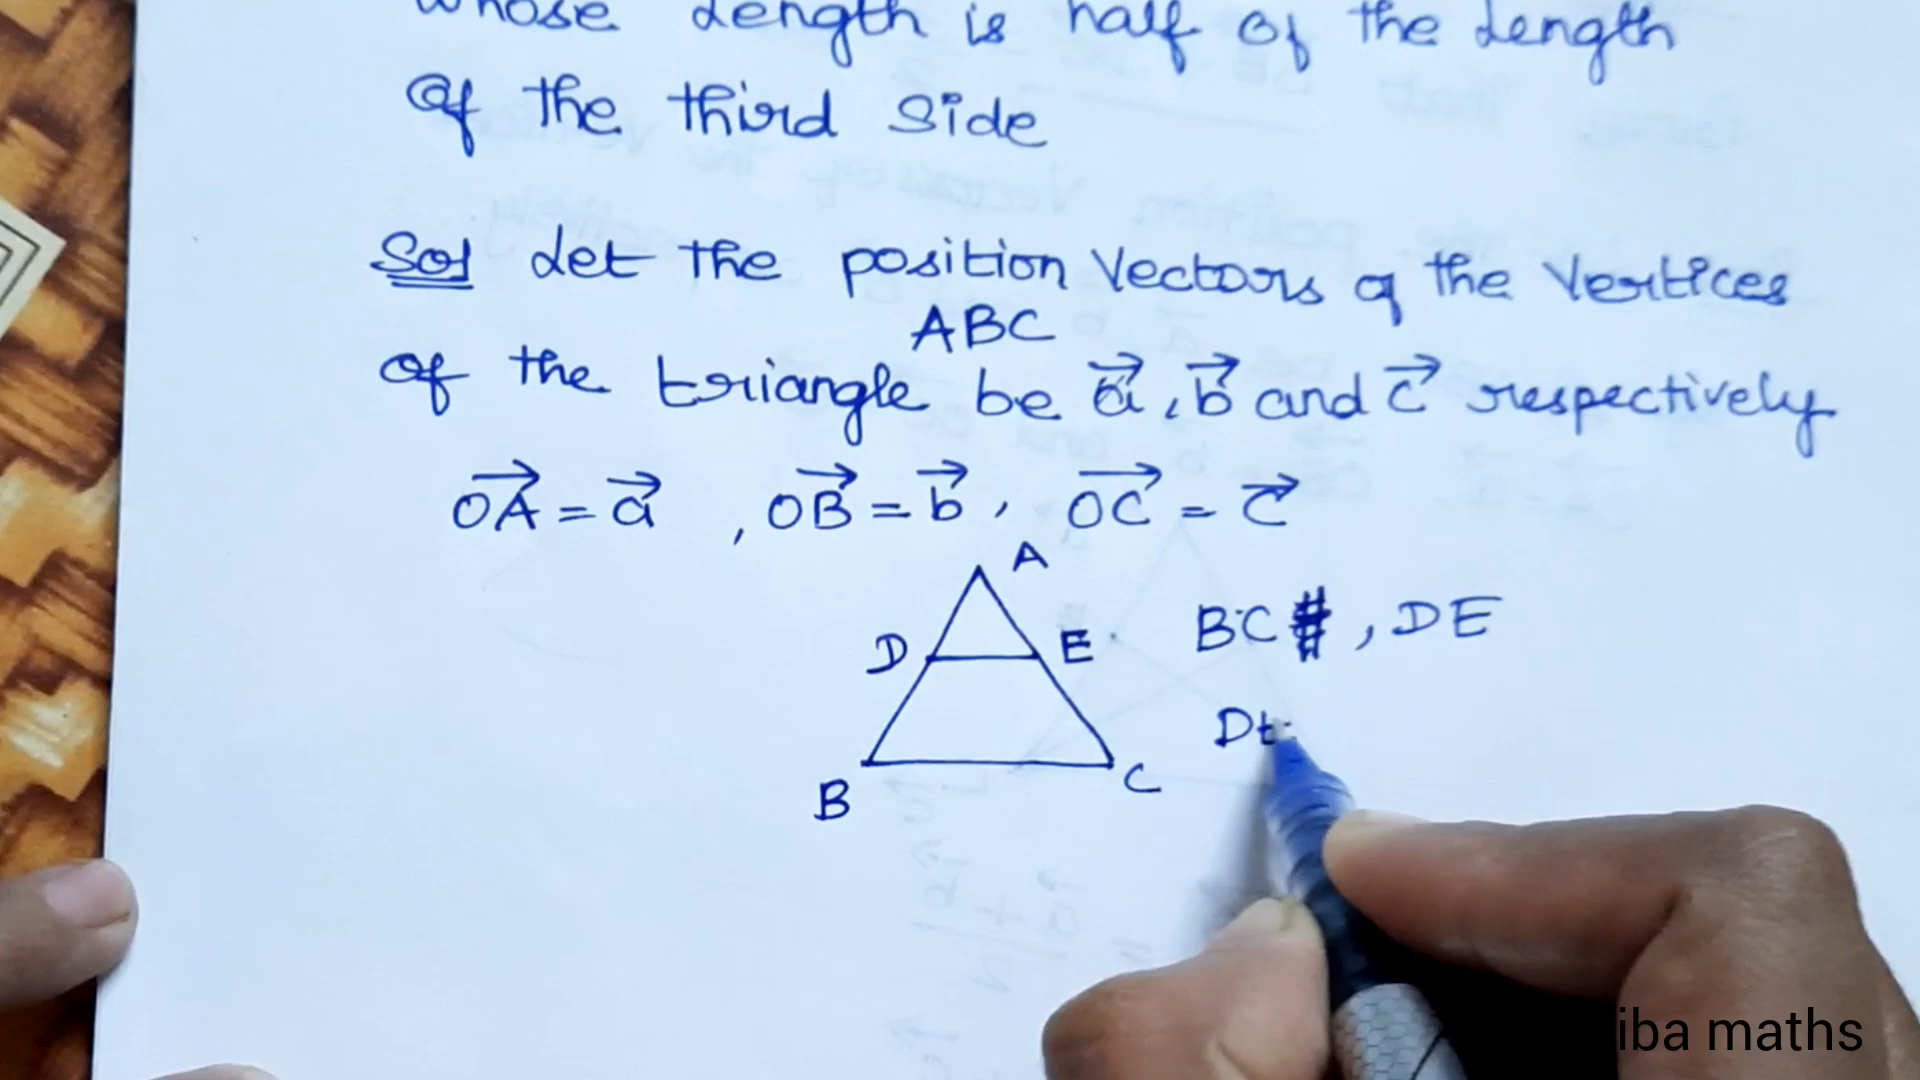 whose Length is half of the Length
of the third side
Sol Let the position vectors of the vertices
ABC
of the triangle be a⃗, b⃗ and c⃗ respectively
OA⃗ = a⃗ , OB⃗ = b⃗, OC⃗ = c⃗
A
D E BC , DE
B C
iba maths